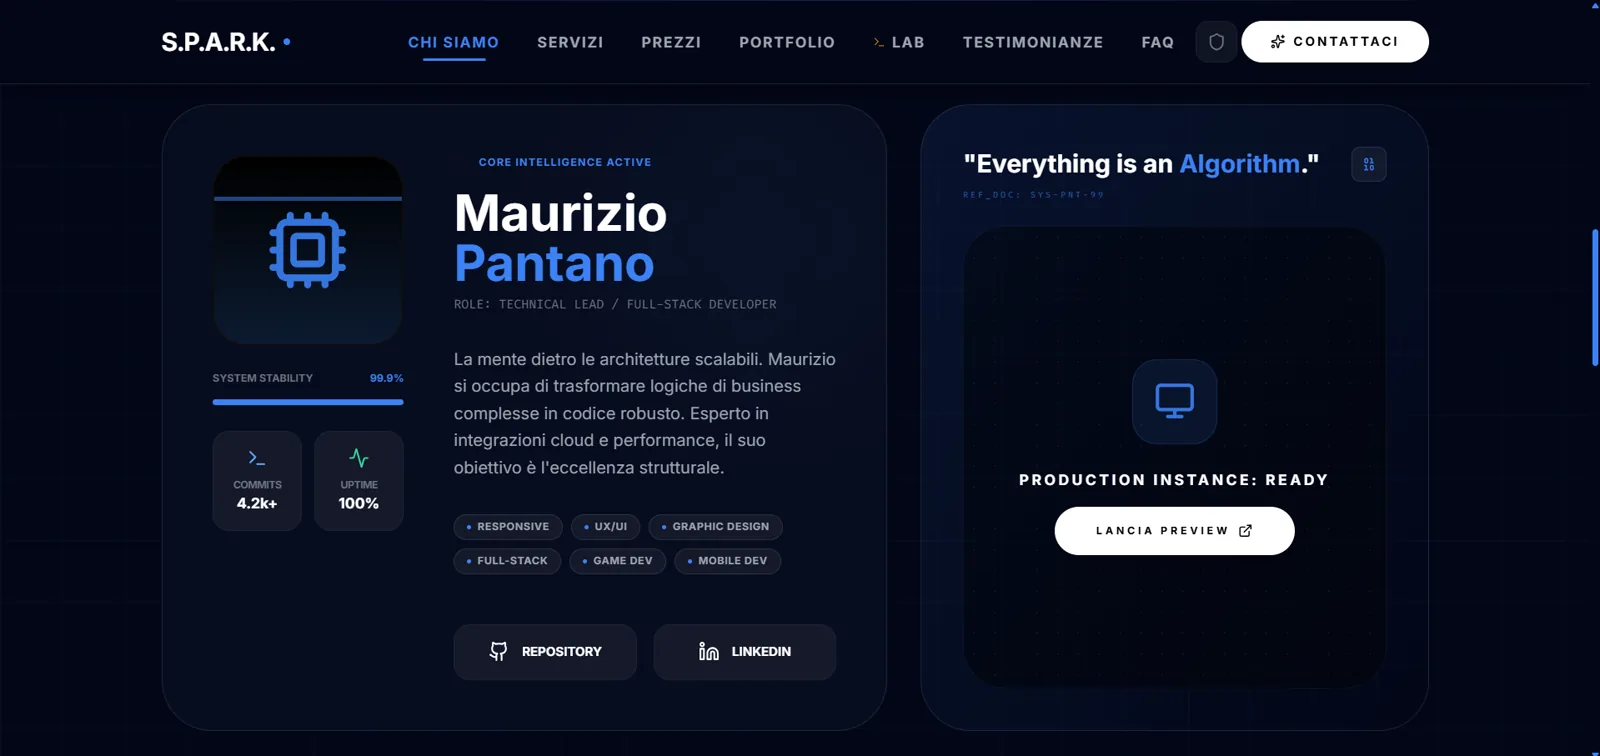 S.P.A.R.K.
CHI SIAMO
SERVIZI
PREZZI
PORTFOLIO
LAB
TESTIMONIANZE
FAQ
CONTATTACI
CORE INTELLIGENCE ACTIVE
Maurizio
Pantano
ROLE: TECHNICAL LEAD / FULL-STACK DEVELOPER
SYSTEM STABILITY 99.9%
COMMITS
4.2k+
UPTIME
100%
La mente dietro le architetture scalabili. Maurizio
si occupa di trasformare logiche di business
complesse in codice robusto. Esperto in
integrazioni cloud e performance, il suo
obiettivo è l'eccellenza strutturale.
RESPONSIVE
UX/UI
GRAPHIC DESIGN
FULL-STACK
GAME DEV
MOBILE DEV
REPOSITORY
LINKEDIN
"Everything is an Algorithm."
REF_DOC: SYS-PNT-99
01
10
PRODUCTION INSTANCE: READY
LANCIA PREVIEW